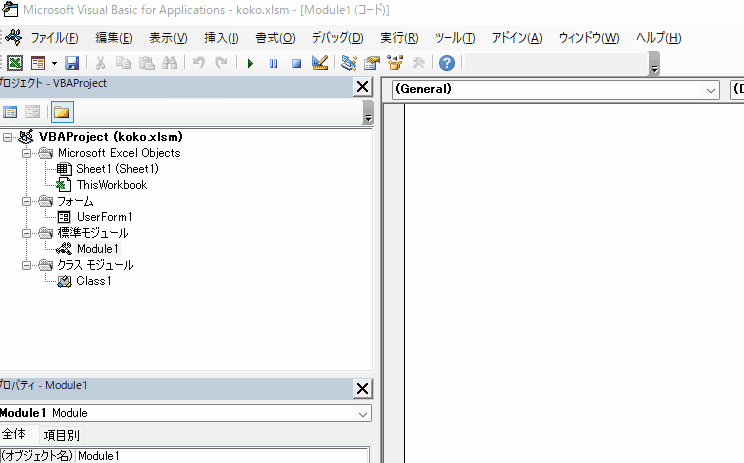 Microsoft Visual Basic for Applications - koko.xlsm - [Module1 (コード)]
ファイル(F) 編集(E) 表示(V) 挿入(I) 書式(O) デバッグ(D) 実行(R) ツール(T) アドイン(A) ウィンドウ(W) ヘルプ(H)
プロジェクト - VBAProject
(General)
VBAProject (koko.xlsm)
Microsoft Excel Objects
Sheet1 (Sheet1)
ThisWorkbook
フォーム
UserForm1
標準モジュール
Module1
クラス モジュール
Class1
プロパティ - Module1
Module1 Module
全体 項目別
(オブジェクト名) Module1